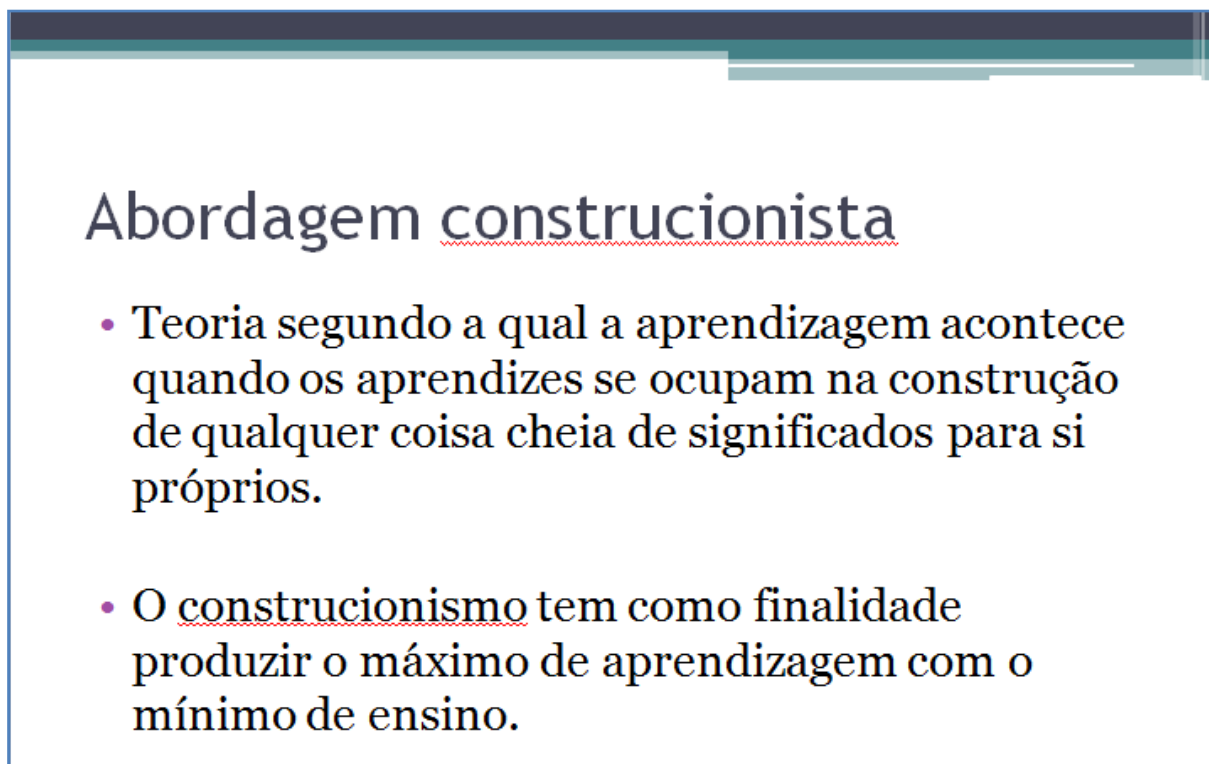 Abordagem construcionista
• Teoria segundo a qual a aprendizagem acontece
quando os aprendizes se ocupam na construção
de qualquer coisa cheia de significados para si
próprios.
• O construcionismo tem como finalidade
produzir o máximo de aprendizagem com o
mínimo de ensino.